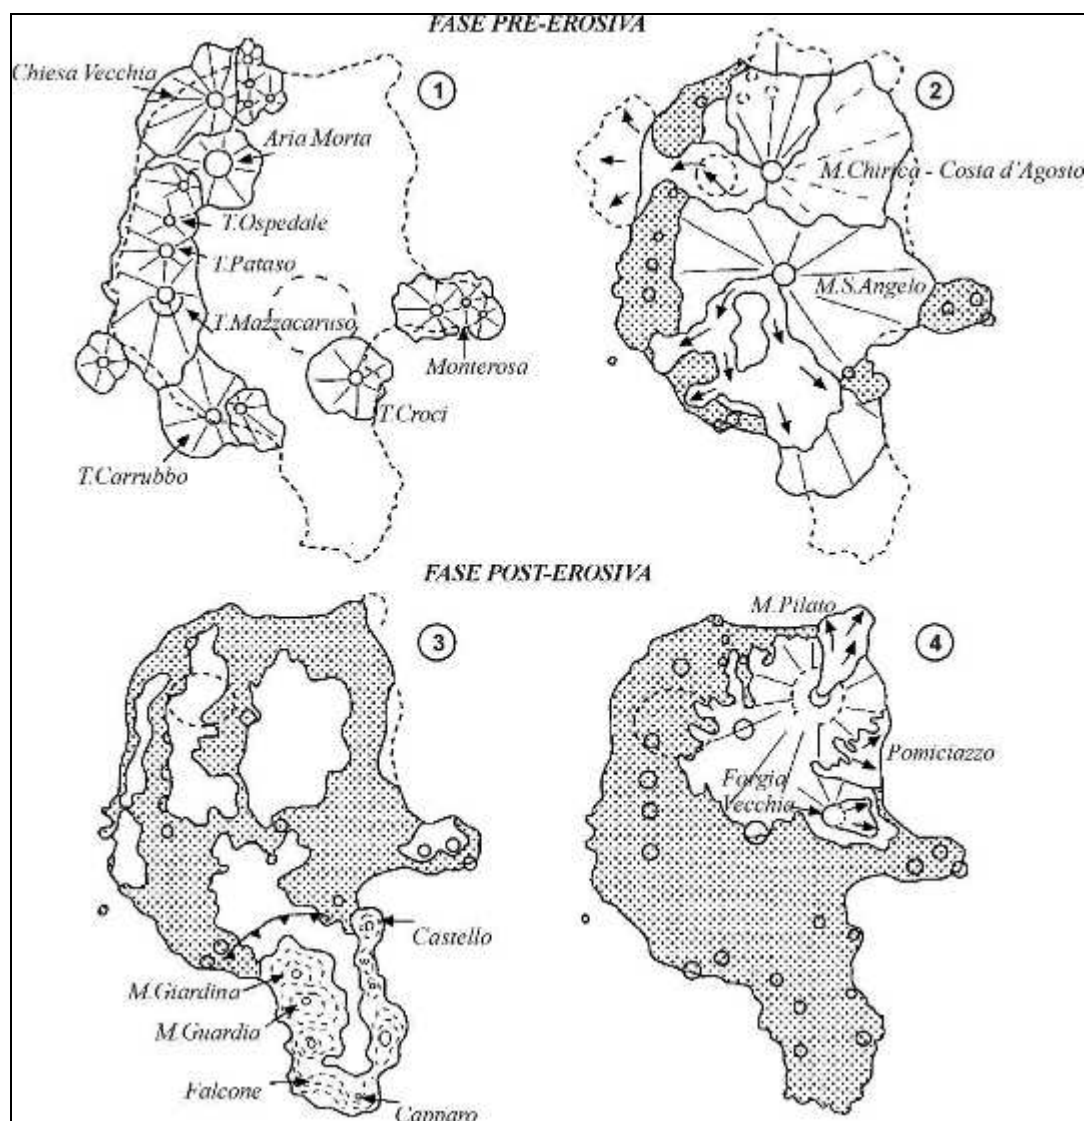 FASE PRE-EROSIVA
Chiesa Vecchia
1
Aria Morta
T.Ospedale
T.Pataso
T.Mazzacaruso
Monterosa
T.Croci
T.Carrubbo
2
M.Chirica - Costa d'Agosto
M.S.Angelo
FASE POST-EROSIVA
3
Castello
M.Giardina
M.Guardia
Falcone
Capparo
M.Pilato
4
Pomiciazzo
Forgia
Vecchia